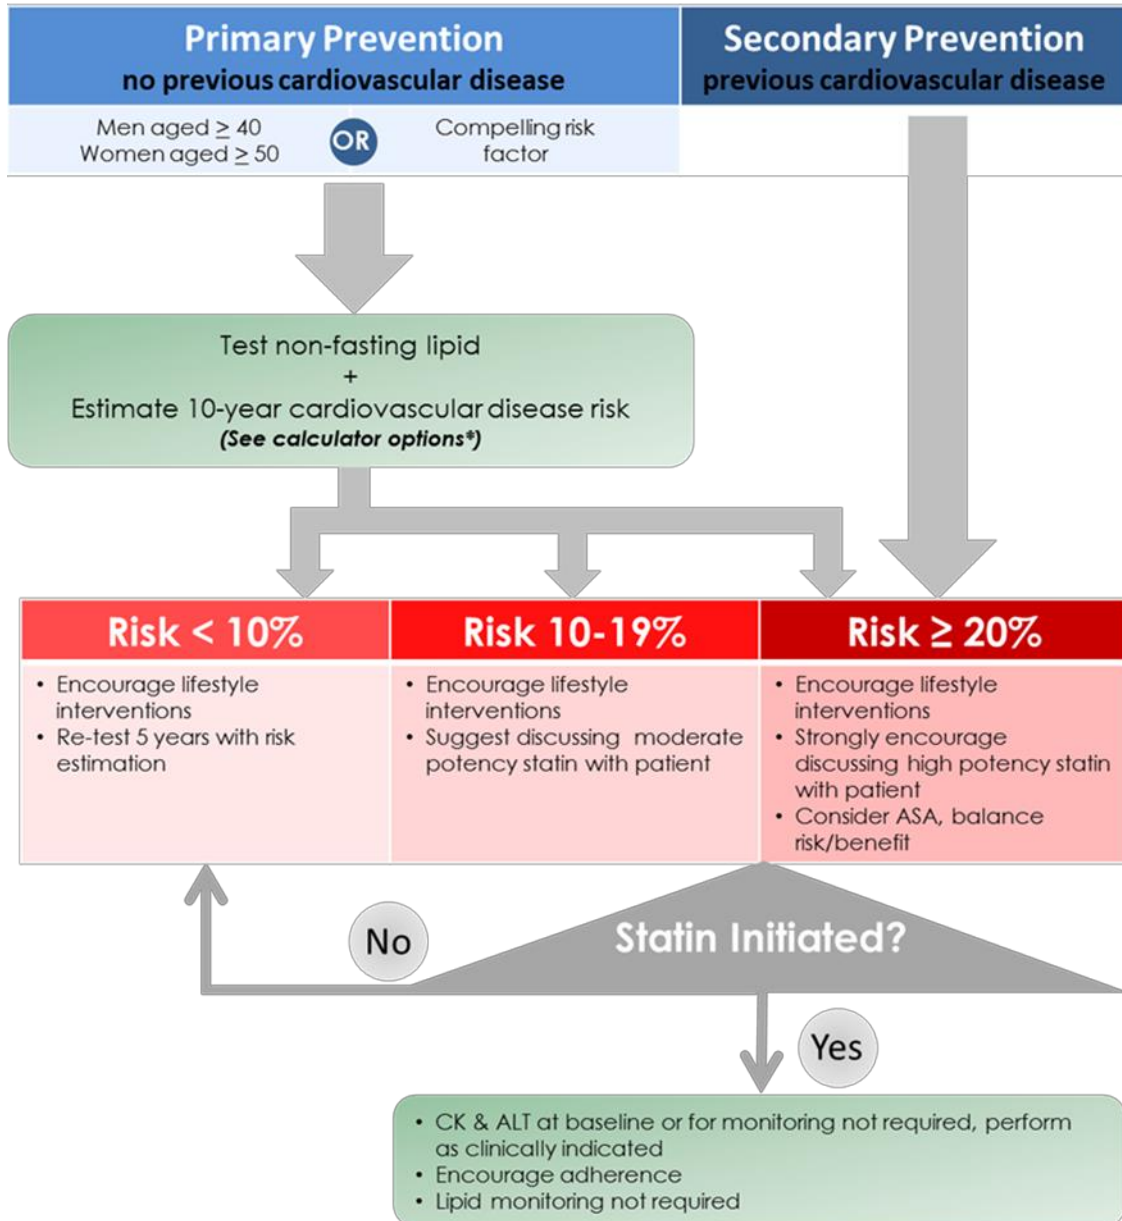 Primary Prevention
no previous cardiovascular disease
Secondary Prevention
previous cardiovascular disease
Men aged ≥ 40
Women aged ≥ 50
OR
Compelling risk
factor
Test non-fasting lipid
+
Estimate 10-year cardiovascular disease risk
(See calculator options*)
Risk < 10%
• Encourage lifestyle
interventions
• Re-test 5 years with risk
estimation
Risk 10-19%
• Encourage lifestyle
interventions
• Suggest discussing moderate
potency statin with patient
Risk ≥ 20%
• Encourage lifestyle
interventions
• Strongly encourage
discussing high potency statin
with patient
• Consider ASA, balance
risk/benefit
Statin Initiated?
No
Yes
• CK & ALT at baseline or for monitoring not required, perform
as clinically indicated
• Encourage adherence
• Lipid monitoring not required